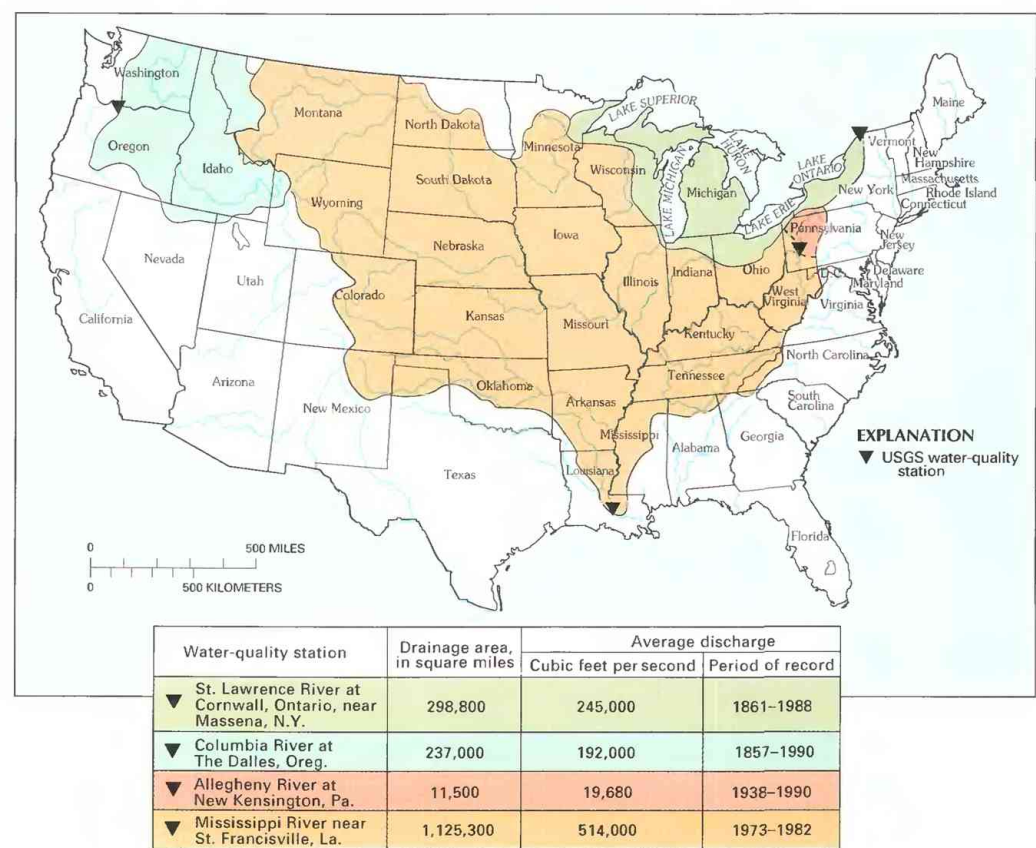 Washington
Oregon
Idaho
Montana
North Dakota
South Dakota
Minnesota
Wisconsin
Wyoming
Nebraska
Iowa
Nevada
Utah
Colorado
Kansas
Missouri
Illinois
Indiana
Ohio
Michigan
LAKE SUPERIOR
LAKE MICHIGAN
LAKE HURON
LAKE ERIE
LAKE ONTARIO
Maine
Vermont
New
Hampshire
Massachusetts
Rhode Island
Connecticut
New York
Pennsylvania
New
Jersey
Delaware
Maryland
West
Virginia
Virginia
Kentucky
California
Arizona
New Mexico
Oklahoma
Arkansas
Tennessee
North Carolina
South
Carolina
Texas
Louisiana
Mississippi
Alabama
Georgia
Florida
EXPLANATION
▼ USGS water-quality
station
0 500 MILES
0 500 KILOMETERS
Water-quality station
Drainage area,
in square miles
Average discharge
Cubic feet per second
Period of record
▼ St. Lawrence River at
Cornwall, Ontario, near
Massena, N.Y.
298,800 245,000 1861–1988
▼ Columbia River at
The Dalles, Oreg.
237,000 192,000 1857–1990
▼ Allegheny River at
New Kensington, Pa.
11,500 19,680 1938–1990
▼ Mississippi River near
St. Francisville, La.
1,125,300 514,000 1973–1982